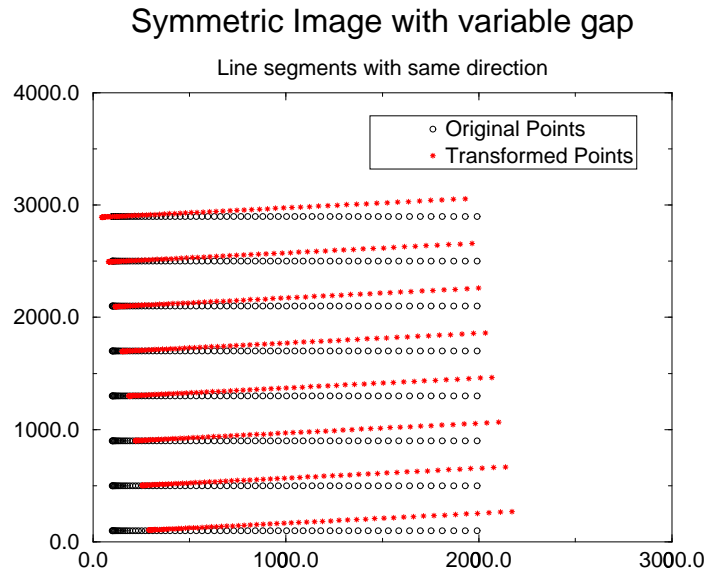 Symmetric Image with variable gap
Line segments with same direction
4000.0
Original Points
Transformed Points
3000.0
2000.0
1000.0
0.0
0.0 1000.0 2000.0 3000.0